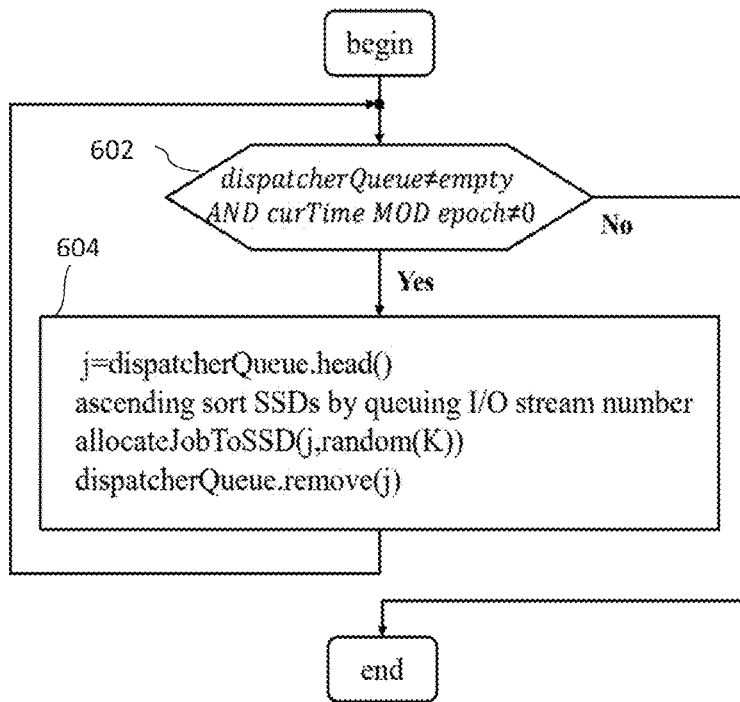 begin
602
dispatcherQueue≠empty
AND curTime MOD epoch≠0
No
604
Yes
j=dispatcherQueue.head()
ascending sort SSDs by queuing I/O stream number
allocateJobToSSD(j,random(K))
dispatcherQueue.remove(j)
end